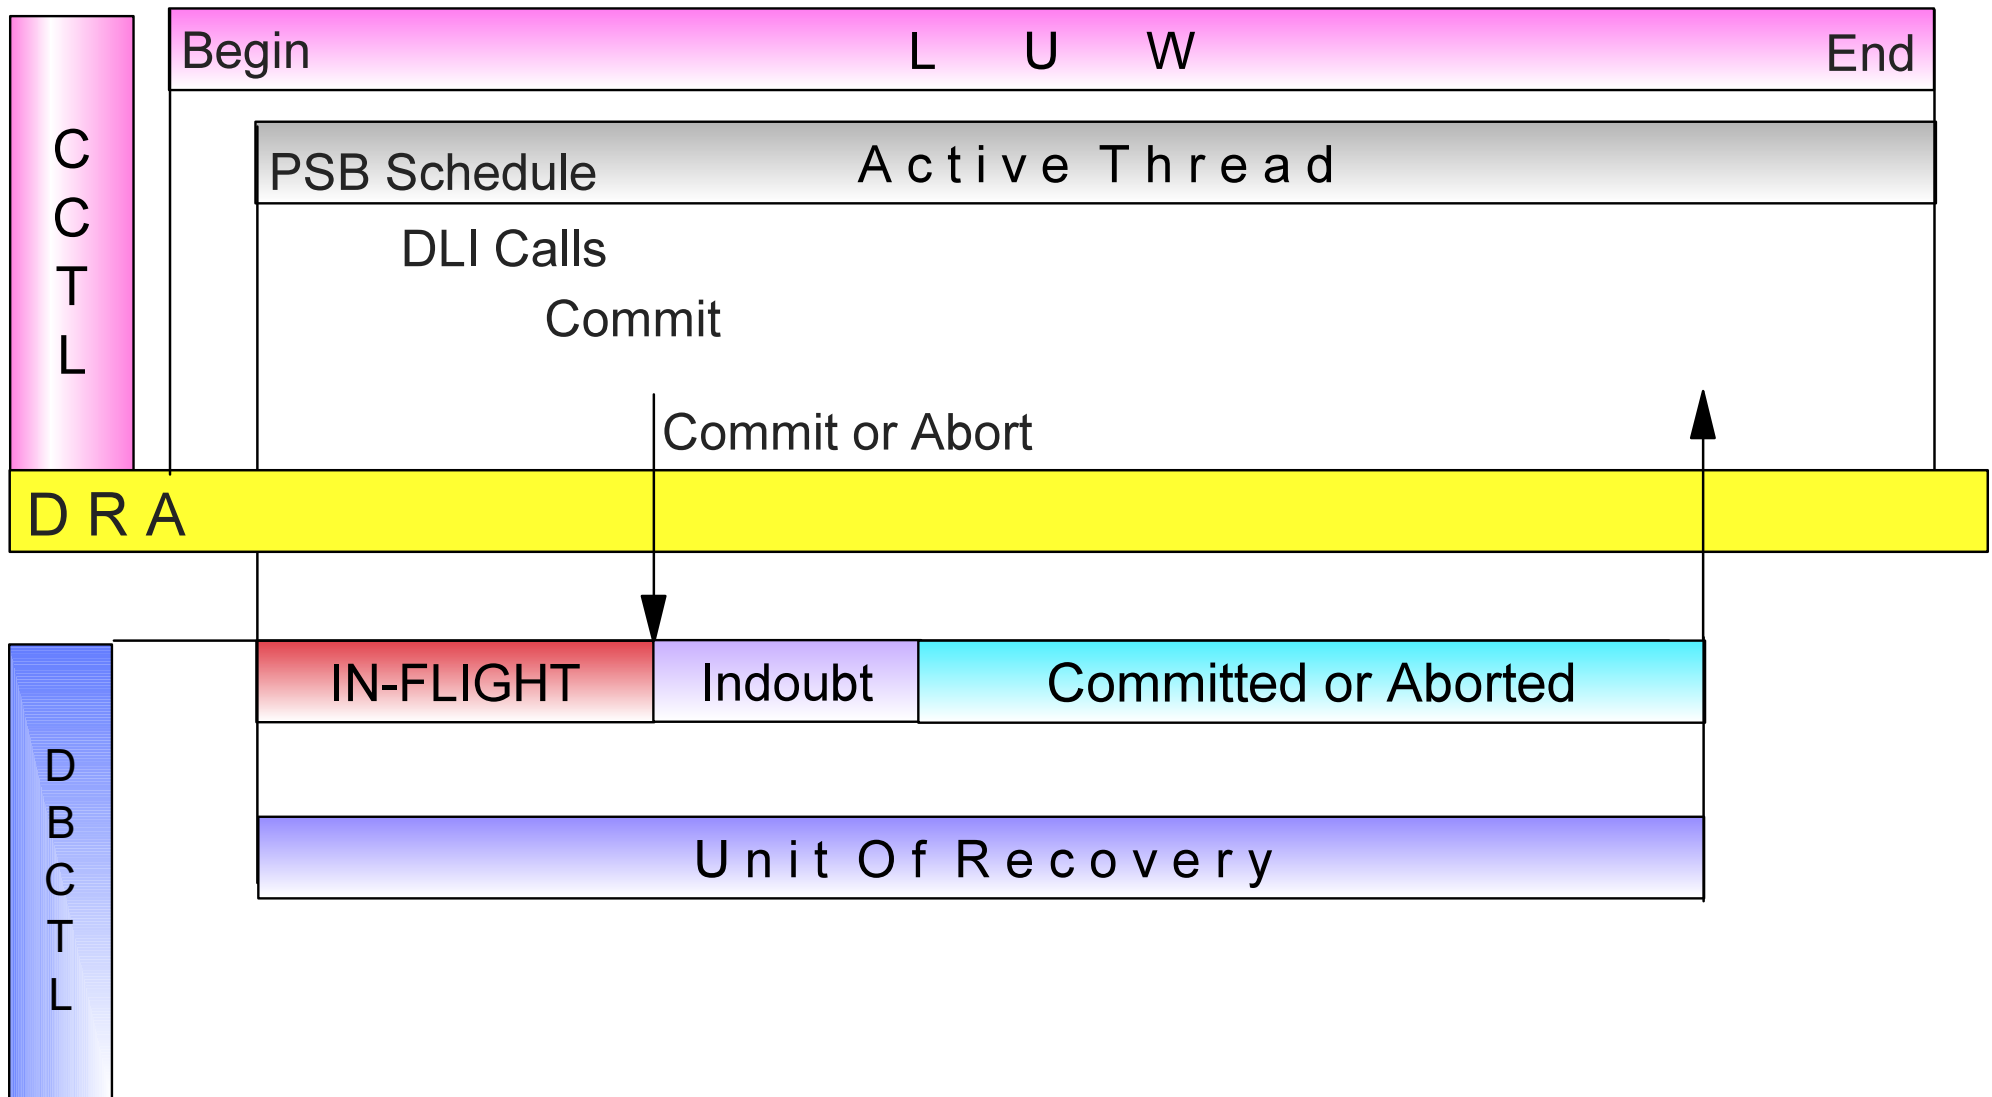 Begin L U W End
C
C
T
L
PSB Schedule Active Thread
DLI Calls
Commit
Commit or Abort
D R A
IN-FLIGHT Indoubt Committed or Aborted
D
B
C
T
L
Unit Of Recovery